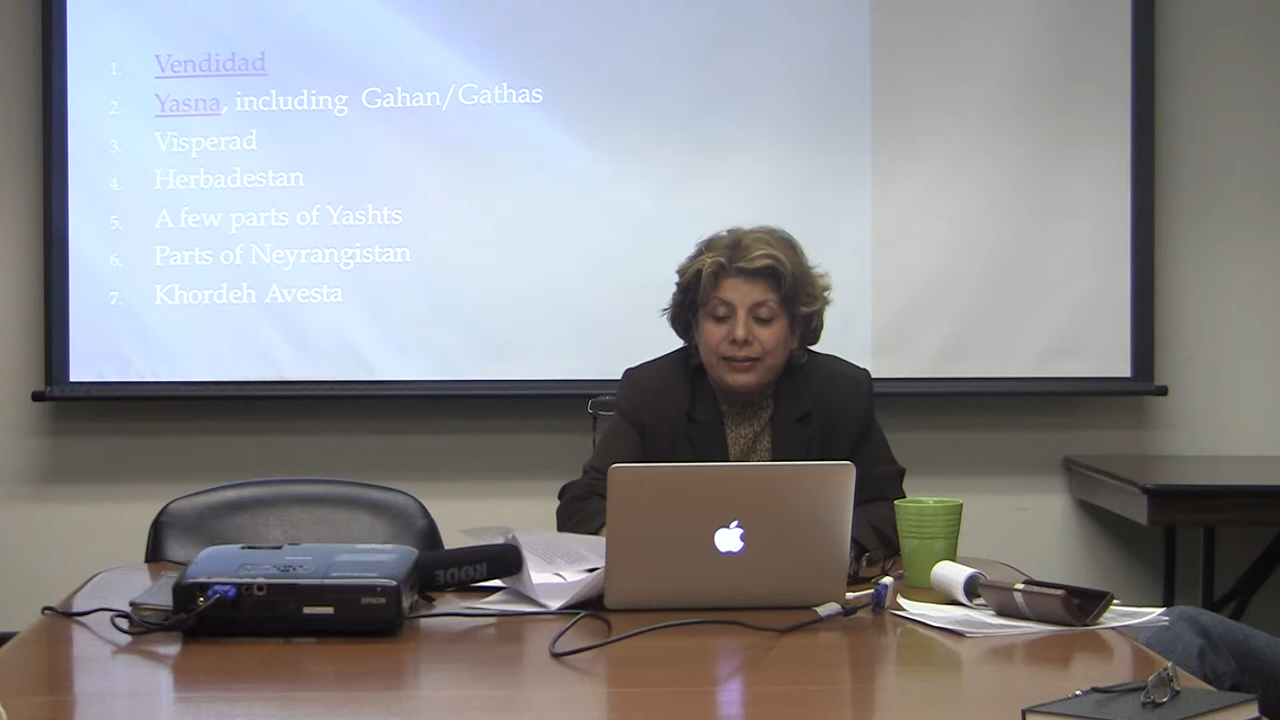 1. Vendidad
2. Yasna, including Gahan/Gathas
3. Visperad
4. Herbadestan
5. A few parts of Yashts
6. Parts of Neyrangistan
7. Khordeh Avesta
RØDE
EPSON